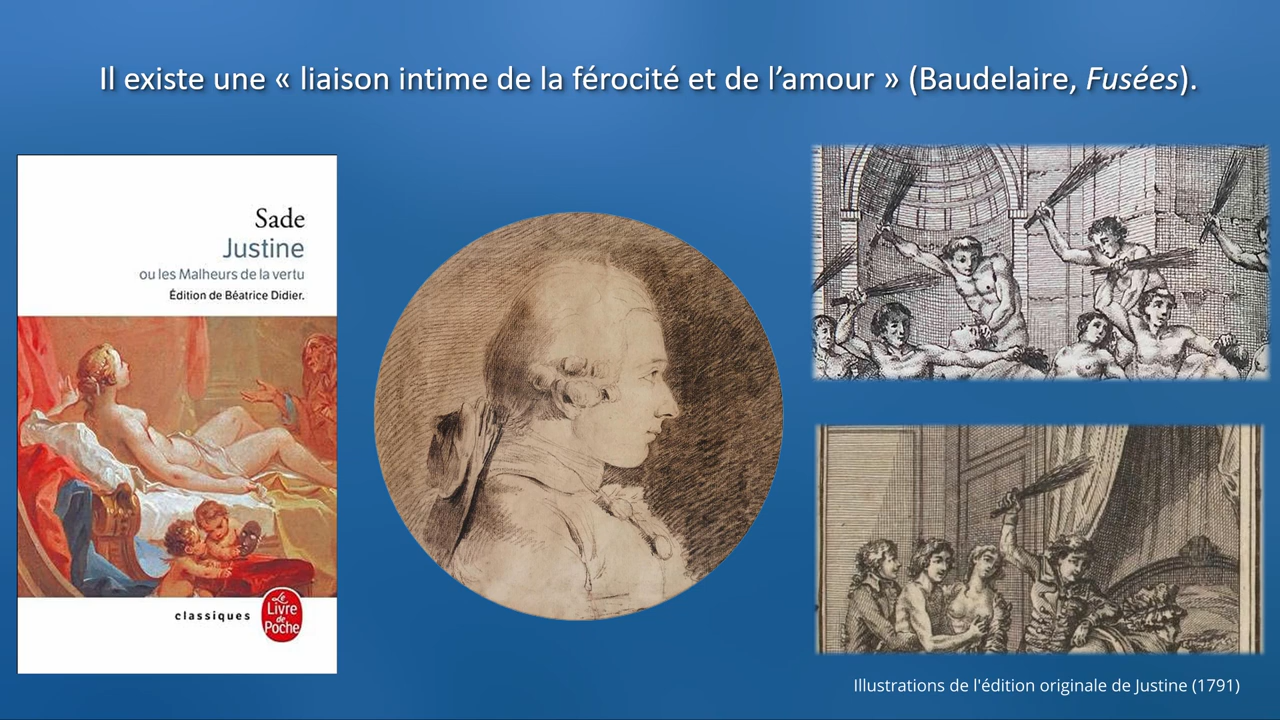 Il existe une « liaison intime de la férocité et de l’amour » (Baudelaire, Fusées).
Sade
Justine
ou les Malheurs de la vertu
Édition de Béatrice Didier.
classiques
Le
Livre
de
Poche
Illustrations de l'édition originale de Justine (1791)